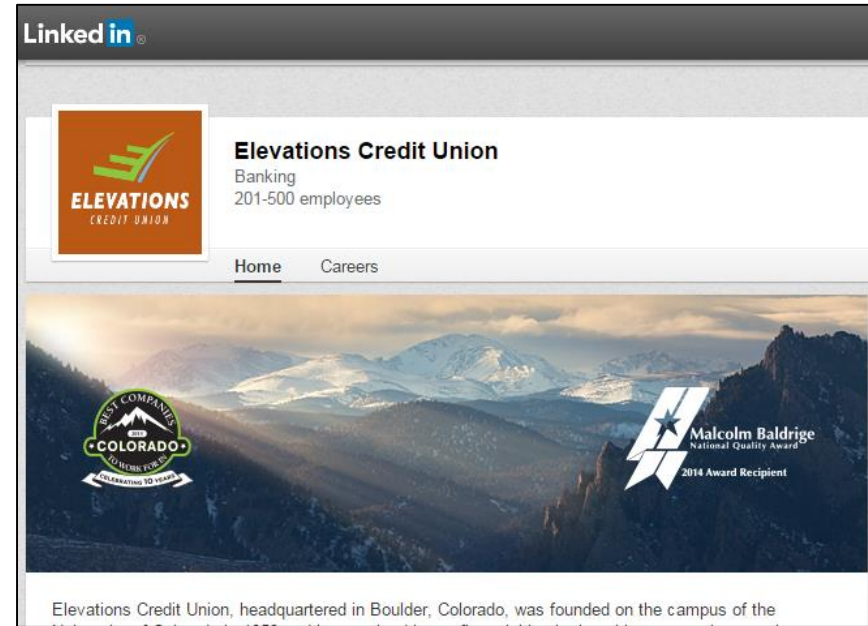 Linked in ®
ELEVATIONS
CREDIT UNION
Elevations Credit Union
Banking
201-500 employees
Home Careers
BEST COMPANIES
COLORADO
TO WORK FOR IN
CELEBRATING 10 YEARS
Malcolm Baldrige
National Quality Award
2014 Award Recipient
Elevations Credit Union, headquartered in Boulder, Colorado, was founded on the campus of the